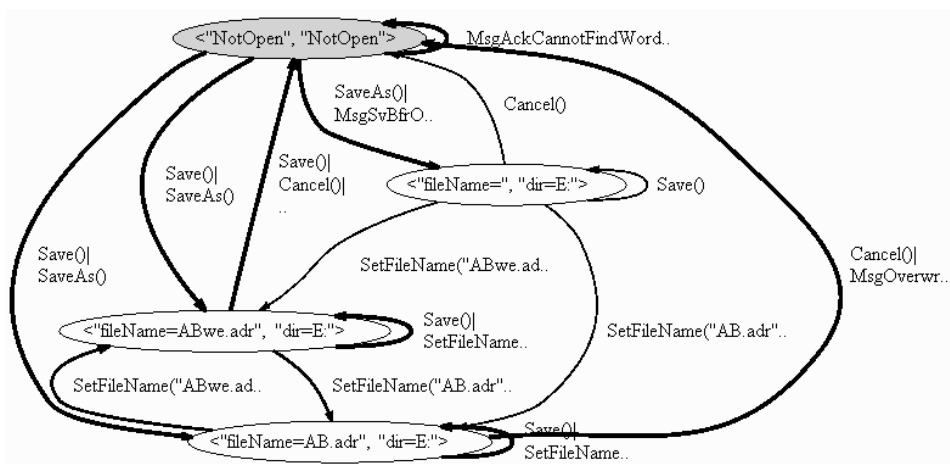 <"NotOpen", "NotOpen">
MsgAckCannotFindWord..
SaveAs()|
MsgSvBfrO..
Cancel()
Save()|
SaveAs()
Save()|
Cancel()|
..
<"fileName=", "dir=E:">
Save()
Save()|
SaveAs()
SetFileName("ABwe.ad..
Cancel()|
MsgOverwr..
<"fileName=ABwe.adr", "dir=E:">
Save()|
SetFileName..
SetFileName("AB.adr"..
SetFileName("ABwe.ad..
SetFileName("AB.adr"..
<"fileName=AB.adr", "dir=E:">
Save()|
SetFileName..